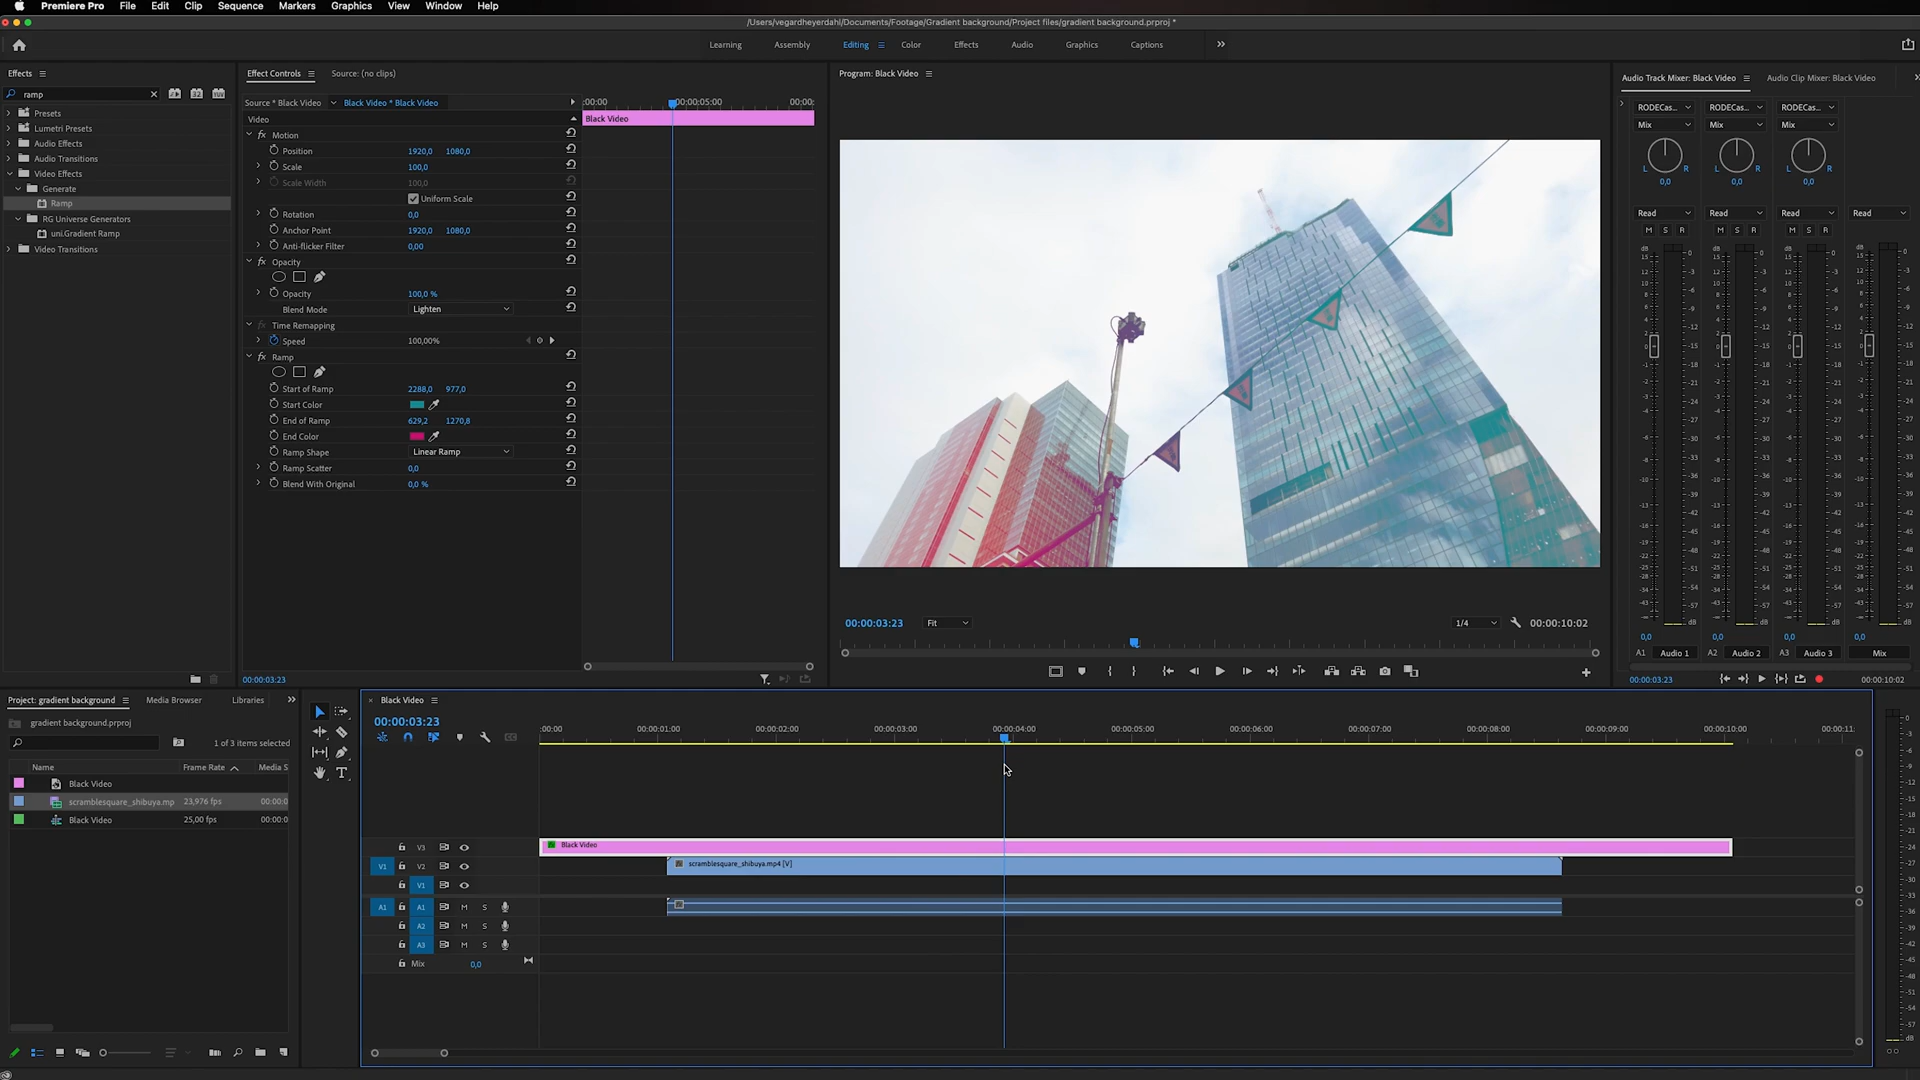 Premiere Pro File Edit Clip Sequence Markers Graphics View Window Help
/Users/vegardheyerdahl/Documents/Footage/Gradient background/Project files/gradient background.prproj *
Learning Assembly Editing Color Effects Audio Graphics Captions
Effects
ramp
Presets
Lumetri Presets
Audio Effects
Audio Transitions
Video Effects
Generate
Ramp
RG Universe Generators
uni.Gradient Ramp
Video Transitions
Effect Controls Source: (no clips)
Source * Black Video Black Video * Black Video
:00:00 00:00:05:00 00:00:
Video Black Video
Motion
Position 1920,0 1080,0
Scale 100,0
Scale Width 100,0
Uniform Scale
Rotation 0,0
Anchor Point 1920,0 1080,0
Anti-flicker Filter 0,00
Opacity
Opacity 100,0 %
Blend Mode Lighten
Time Remapping
Speed 100,00%
Ramp
Start of Ramp 2288,0 977,0
Start Color
End of Ramp 629,2 1270,8
End Color
Ramp Shape Linear Ramp
Ramp Scatter 0,0
Blend With Original 0,0 %
00:00:03:23
Program: Black Video
00:00:03:23 Fit 1/4 00:00:10:02
Audio Track Mixer: Black Video Audio Clip Mixer: Black Video
RODECas... RODECas... RODECas...
Mix Mix Mix
L R L R L R
0,0 0,0 0,0
Read Read Read Read
M S R M S R M S R
0,0 0,0 0,0 0,0
A1 Audio 1 A2 Audio 2 A3 Audio 3 Mix
00:00:03:23 00:00:10:02
Project: gradient background Media Browser Libraries
gradient background.prproj
1 of 3 items selected
Name Frame Rate Media S
Black Video
scramblesquare_shibuya.mp 23,976 fps 00:00:0
Black Video 25,00 fps 00:00:0
Black Video
00:00:03:23
:00:00 00:00:01:00 00:00:02:00 00:00:03:00 00:00:04:00 00:00:05:00 00:00:06:00 00:00:07:00 00:00:08:00 00:00:09:00 00:00:10:00 00:00:11:0
V3 Black Video
V1 V2 scramblesquare_shibuya.mp4 [V]
V1
A1 A1 M S
A2 M S
A3 M S
Mix 0,0